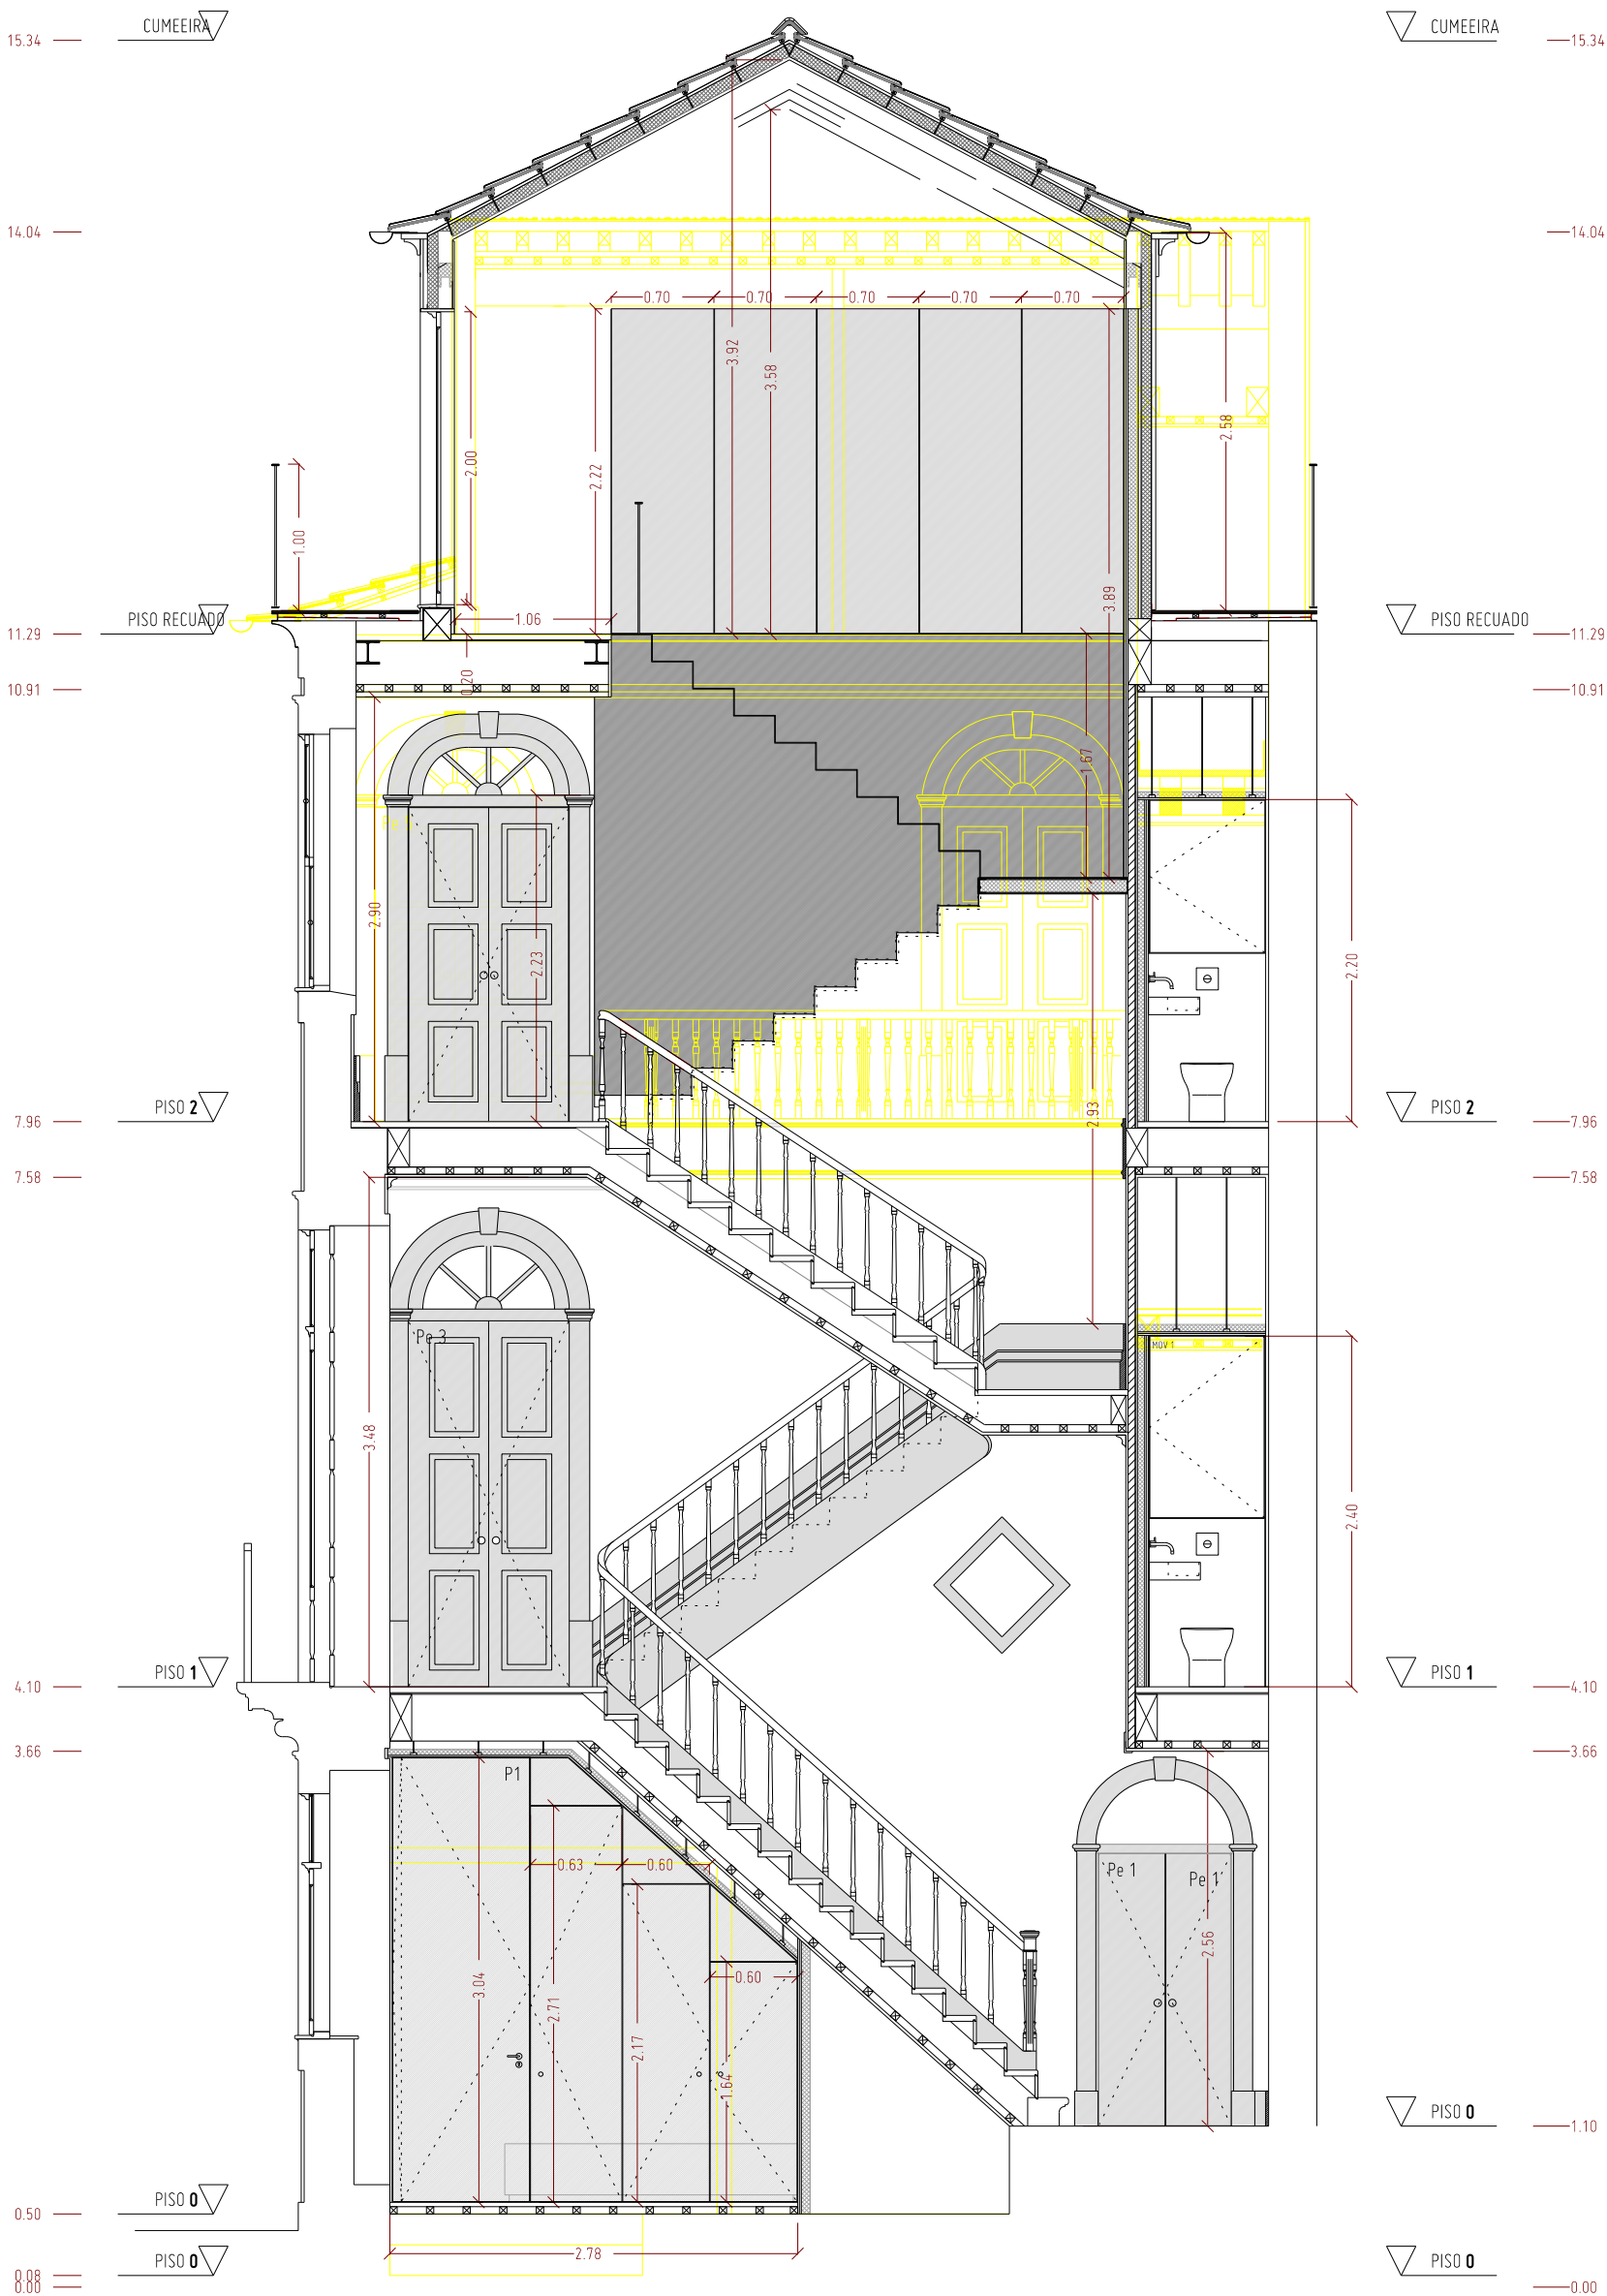 CUMEEIRA
CUMEEIRA
15.34
15.34
14.04
14.04
0.70 0.70 0.70 0.70 0.70
3.92
3.58
2.58
2.00
2.22
1.00
3.89
PISO RECUADO
1.06
PISO RECUADO
11.29
11.29
0.20
10.91
10.91
1.67
Pe 5
2.90
2.23
2.20
PISO 2
2.93
PISO 2
7.96
7.96
7.58
7.58
Pe 3
MOV 1
3.48
2.40
PISO 1
PISO 1
4.10
4.10
3.66
3.66
P1
0.63 0.60
Pe 1
Pe 1
2.56
0.60
3.04
2.71
2.17
1.64
PISO 0
1.10
PISO 0
0.50
2.78
PISO 0
PISO 0
0.08
0.00
0.00